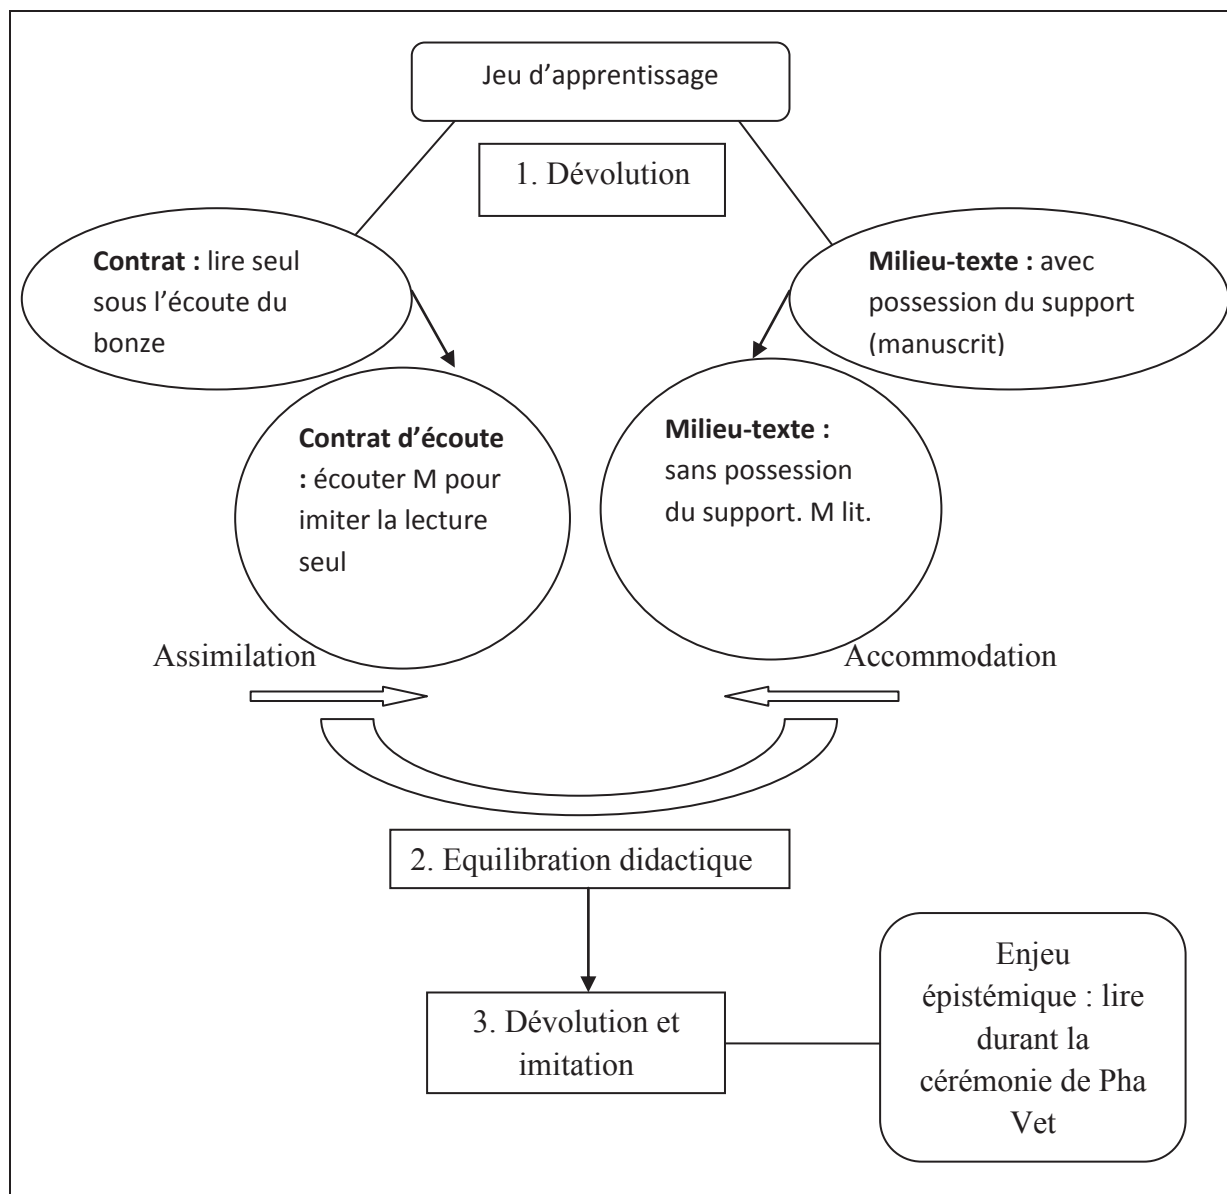 Jeu d'apprentissage
1. Dévolution
Contrat : lire seul
sous l'écoute du
bonze
Milieu-texte : avec
possession du support
(manuscrit)
Contrat d'écoute
: écouter M pour
imiter la lecture
seul
Milieu-texte :
sans possession
du support. M lit.
Assimilation
Accommodation
2. Equilibration didactique
3. Dévolution et
imitation
Enjeu
épistémique : lire
durant la
cérémonie de Pha
Vet